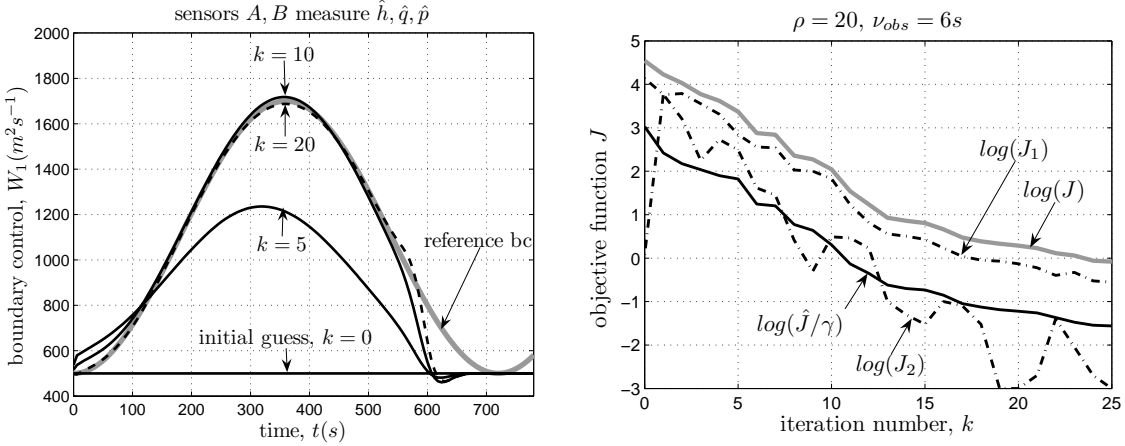 sensors A, B measure ĥ, q̂, p̂
boundary control, W₁(m²s⁻¹)
2000
1800
1600
1400
1200
1000
800
600
400
k = 10
k = 20
k = 5
reference bc
initial guess, k = 0
0 100 200 300 400 500 600 700
time, t(s)
ρ = 20, ν_obs = 6s
objective function J
5
4
3
2
1
0
−1
−2
−3
log(J₁)
log(J)
log(Ĵ/γ)
log(J₂)
0 5 10 15 20 25
iteration number, k